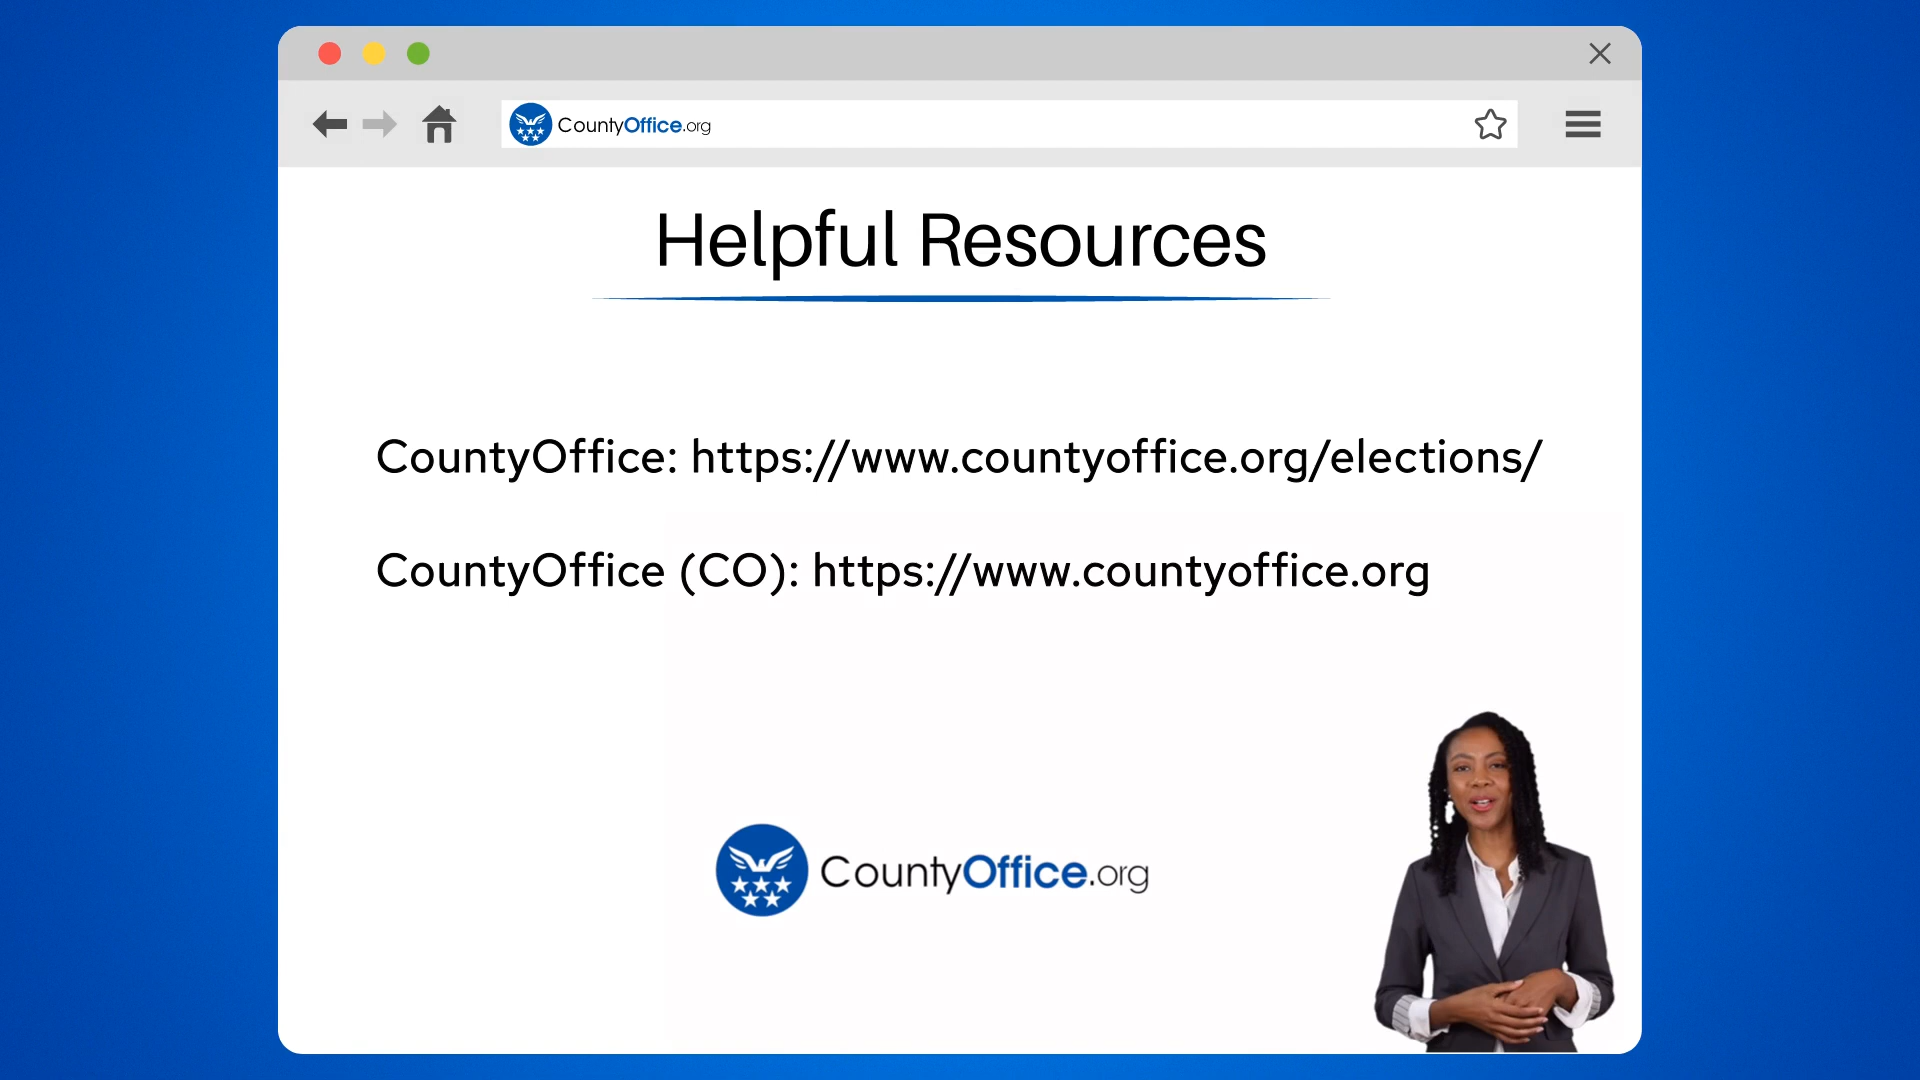 CountyOffice.org
Helpful Resources
CountyOffice: https://www.countyoffice.org/elections/
CountyOffice (CO): https://www.countyoffice.org
CountyOffice.org